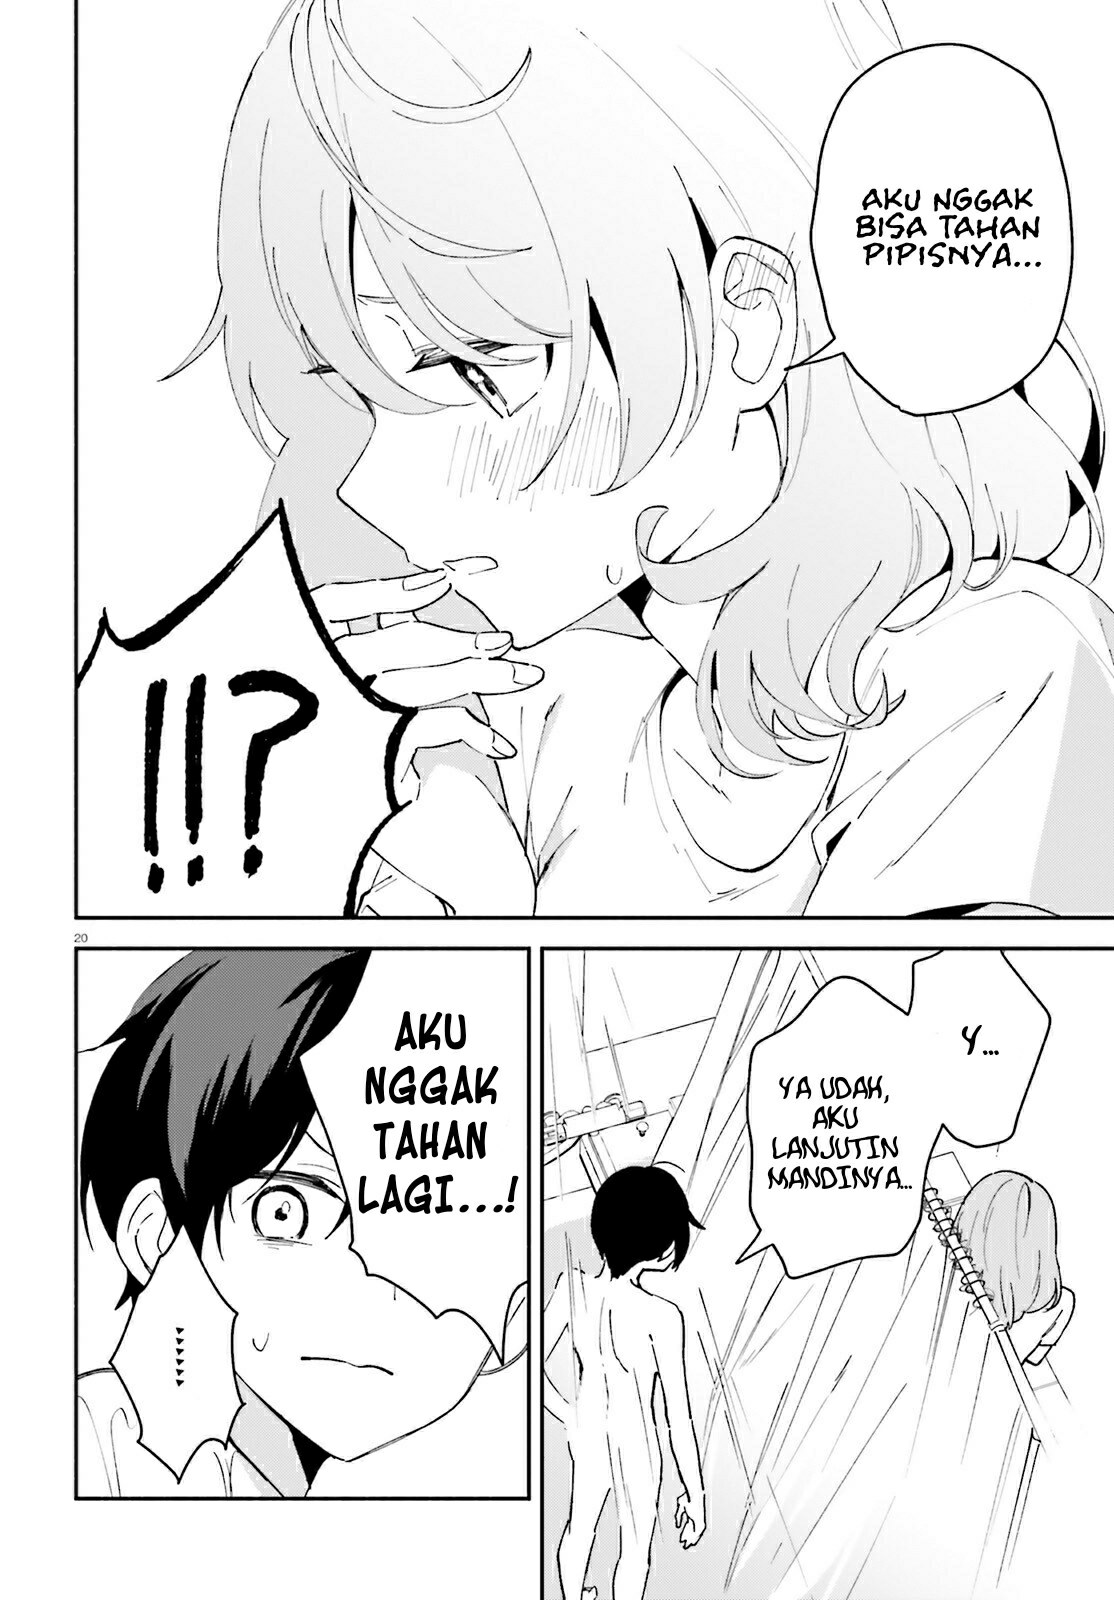 AKU NGGAK
BISA TAHAN
PIPISNYA...
!!?
20
Y...
YA UDAH,
AKU
LANJUTIN
MANDINYA...
AKU
NGGAK
TAHAN
LAGI...!